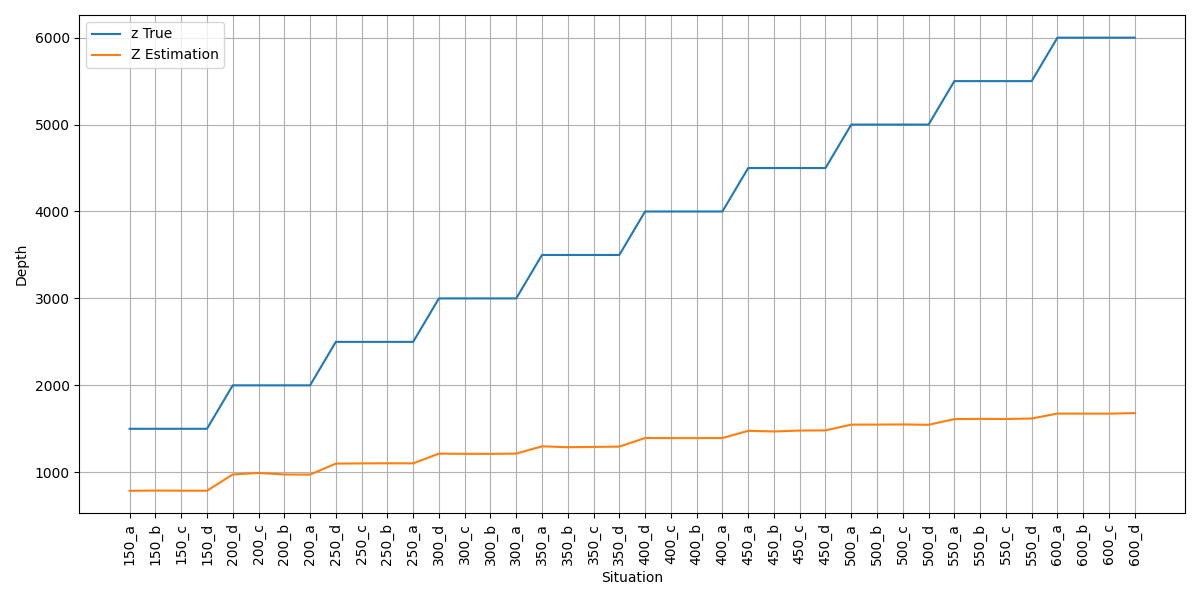 z True
Z Estimation
6000
5000
4000
3000
2000
1000
Depth
150_a
150_b
150_c
150_d
200_d
200_c
200_b
200_a
250_d
250_c
250_b
250_a
300_d
300_c
300_b
300_a
350_a
350_b
350_c
350_d
400_d
400_c
400_b
400_a
450_a
450_b
450_c
450_d
500_a
500_b
500_c
500_d
550_a
550_b
550_c
550_d
600_a
600_b
600_c
600_d
Situation